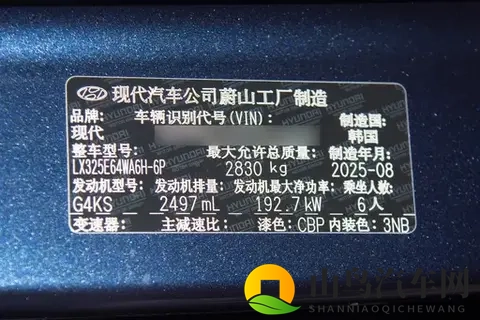 现代汽车公司蔚山工厂制造
品牌: 车辆识别代号(VIN): 制造国:
现代 韩国
整车型号: 最大允许总质量: 制造年月:
LX325E64WA6H-6P 2830 kg 2025-08
发动机型号: 发动机排量: 发动机最大净功率: 乘坐人数:
G4KS 2497 mL 192.7 kW 6人
变速器: 主减速比: 漆色: CBP 内装色: 3NB
山鸟汽车网
SHANNIAOQICHEWANG